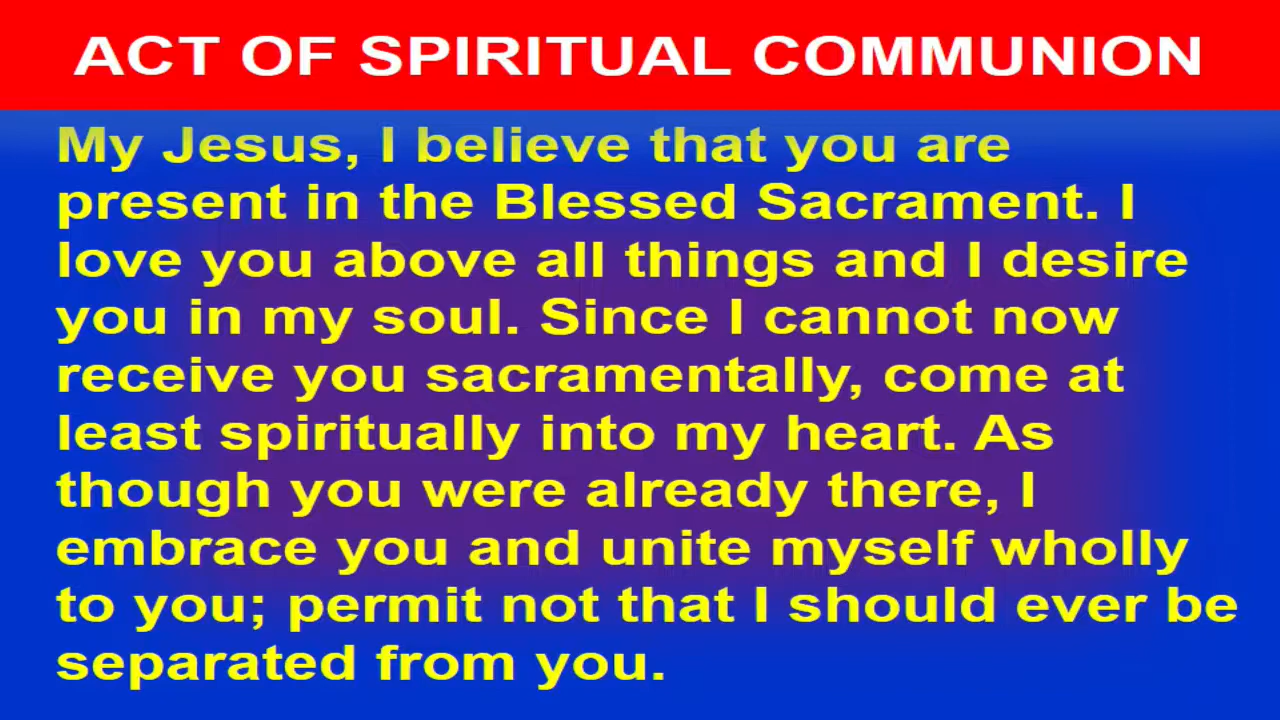 ACT OF SPIRITUAL COMMUNION
My Jesus, I believe that you are
present in the Blessed Sacrament. I
love you above all things and I desire
you in my soul. Since I cannot now
receive you sacramentally, come at
least spiritually into my heart. As
though you were already there, I
embrace you and unite myself wholly
to you; permit not that I should ever be
separated from you.